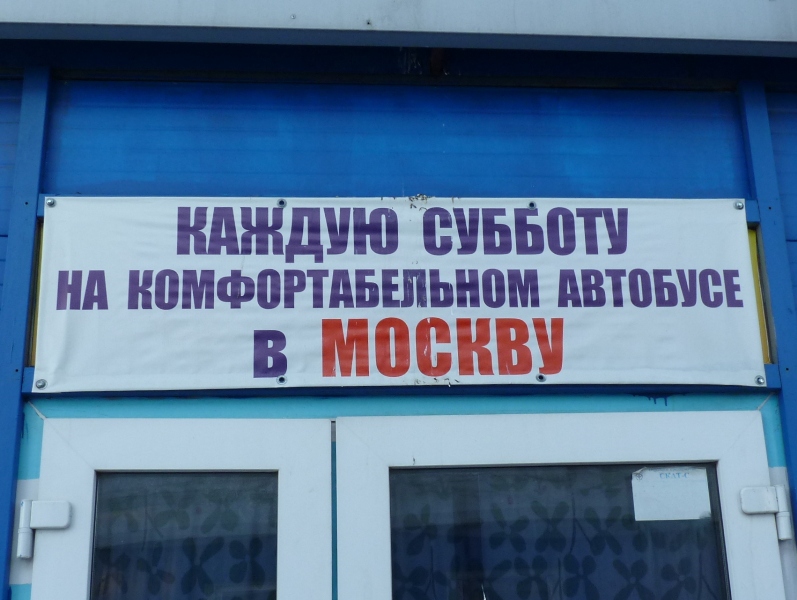 КАЖДУЮ СУББОТУ
НА КОМФОРТАБЕЛЬНОМ АВТОБУСЕ
В МОСКВУ